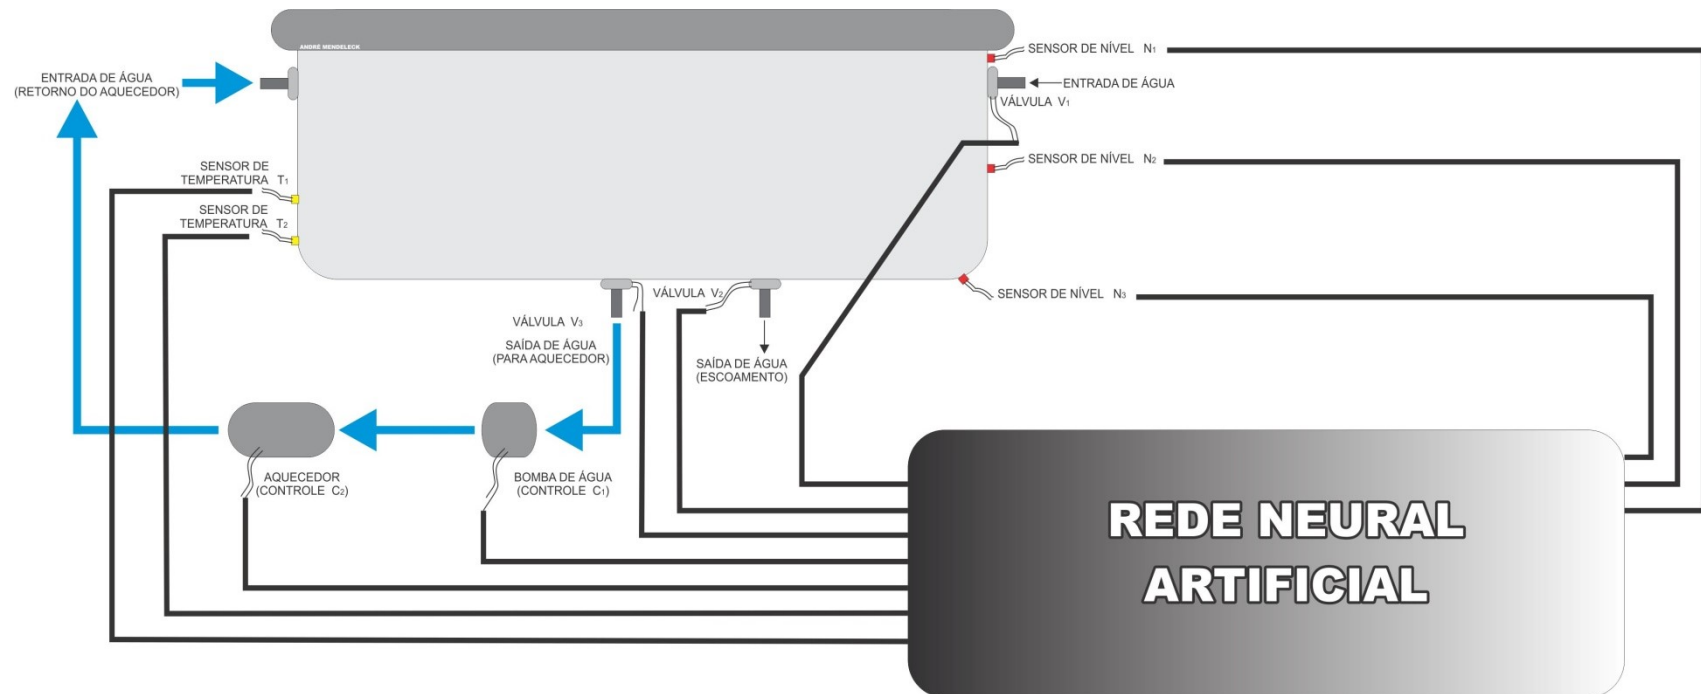 ANDRÉ MENDELECK
SENSOR DE NÍVEL N1
ENTRADA DE ÁGUA
(RETORNO DO AQUECEDOR)
ENTRADA DE ÁGUA
VÁLVULA V1
SENSOR DE NÍVEL N2
SENSOR DE
TEMPERATURA T1
SENSOR DE
TEMPERATURA T2
VÁLVULA V2
SENSOR DE NÍVEL N3
VÁLVULA V3
SAÍDA DE ÁGUA
(PARA AQUECEDOR)
SAÍDA DE ÁGUA
(ESCOAMENTO)
AQUECEDOR
(CONTROLE C2)
BOMBA DE ÁGUA
(CONTROLE C1)
REDE NEURAL
ARTIFICIAL